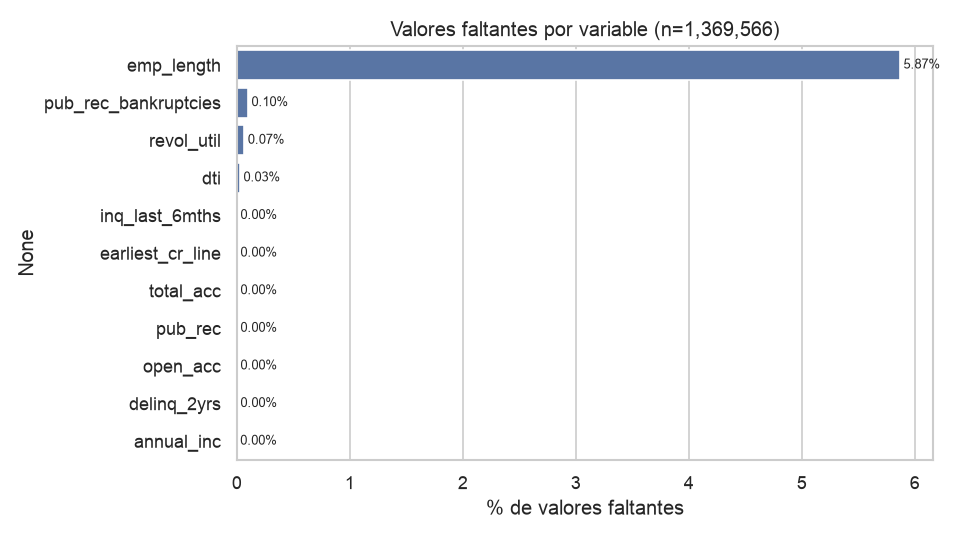 Valores faltantes por variable (n=1,369,566)
emp_length 5.87%
pub_rec_bankruptcies 0.10%
revol_util 0.07%
dti 0.03%
inq_last_6mths 0.00%
earliest_cr_line 0.00%
total_acc 0.00%
pub_rec 0.00%
open_acc 0.00%
delinq_2yrs 0.00%
annual_inc 0.00%
None
0 1 2 3 4 5 6
% de valores faltantes